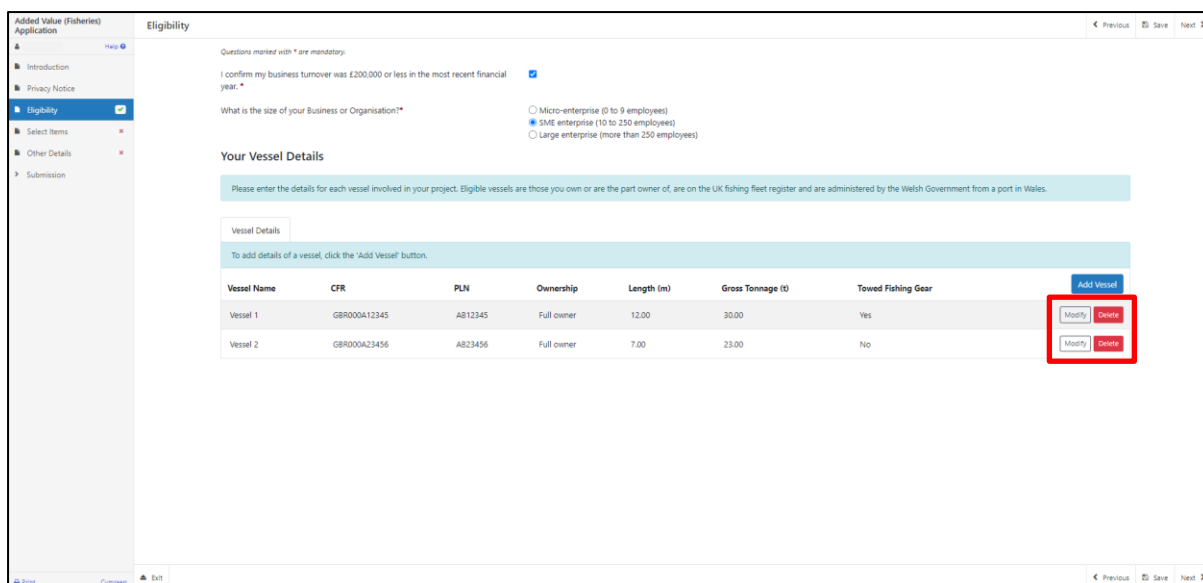 Added Value (Fisheries)
Application
Help
Introduction
Privacy Notice
Eligibility
Select Items
Other Details
Submission
Print
Cymraeg
Eligibility
Previous Save Next
Questions marked with * are mandatory.
I confirm my business turnover was £200,000 or less in the most recent financial
year. *
What is the size of your Business or Organisation?*
Micro-enterprise (0 to 9 employees)
SME enterprise (10 to 250 employees)
Large enterprise (more than 250 employees)
Your Vessel Details
Please enter the details for each vessel involved in your project. Eligible vessels are those you own or are the part owner of, are on the UK fishing fleet register and are administered by the Welsh Government from a port in Wales.
Vessel Details
To add details of a vessel, click the 'Add Vessel' button.
Vessel Name CFR PLN Ownership Length (m) Gross Tonnage (t) Towed Fishing Gear Add Vessel
Vessel 1 GBR000A12345 AB12345 Full owner 12.00 30.00 Yes Modify Delete
Vessel 2 GBR000A23456 AB23456 Full owner 7.00 23.00 No Modify Delete
Exit
Previous Save Next